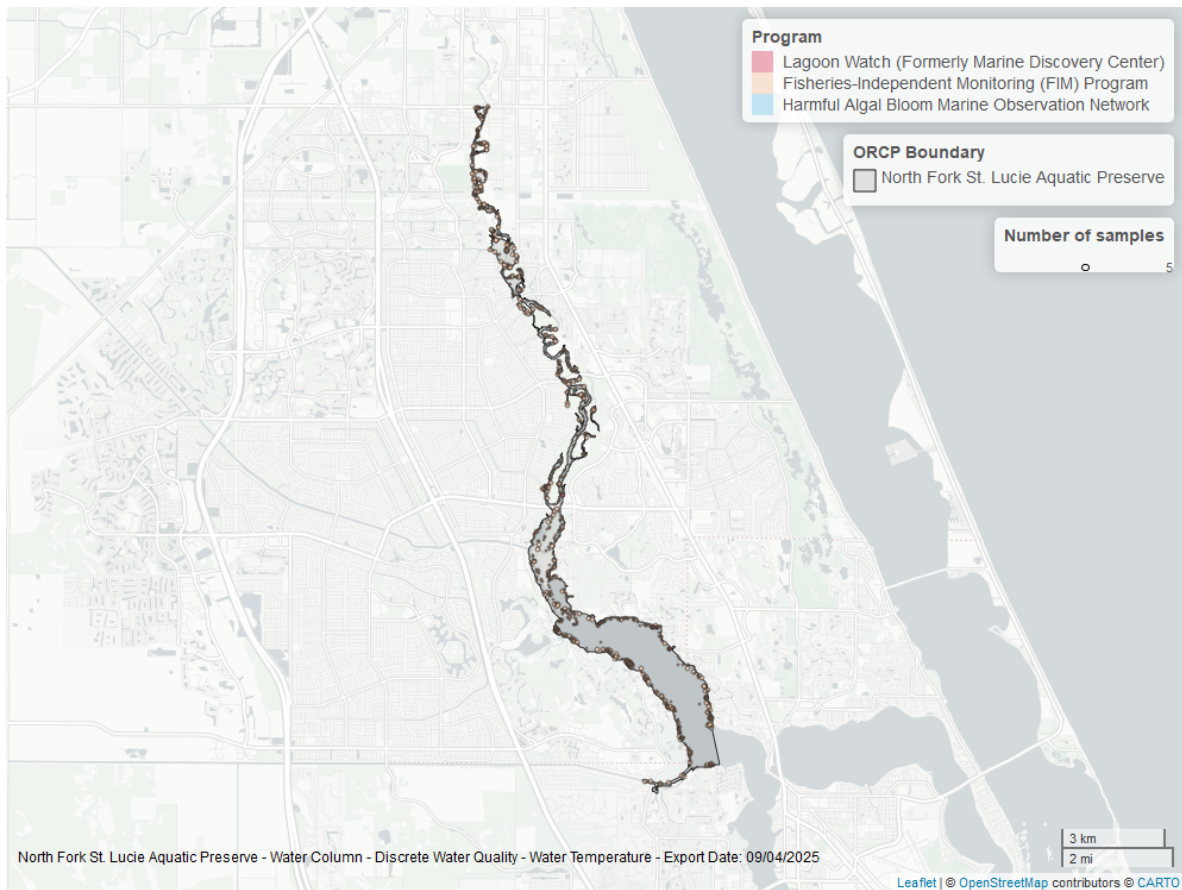 Program
Lagoon Watch (Formerly Marine Discovery Center)
Fisheries-Independent Monitoring (FIM) Program
Harmful Algal Bloom Marine Observation Network
ORCP Boundary
North Fork St. Lucie Aquatic Preserve
Number of samples
5
3 km
2 mi
North Fork St. Lucie Aquatic Preserve - Water Column - Discrete Water Quality - Water Temperature - Export Date: 09/04/2025
Leaflet | © OpenStreetMap contributors © CARTO